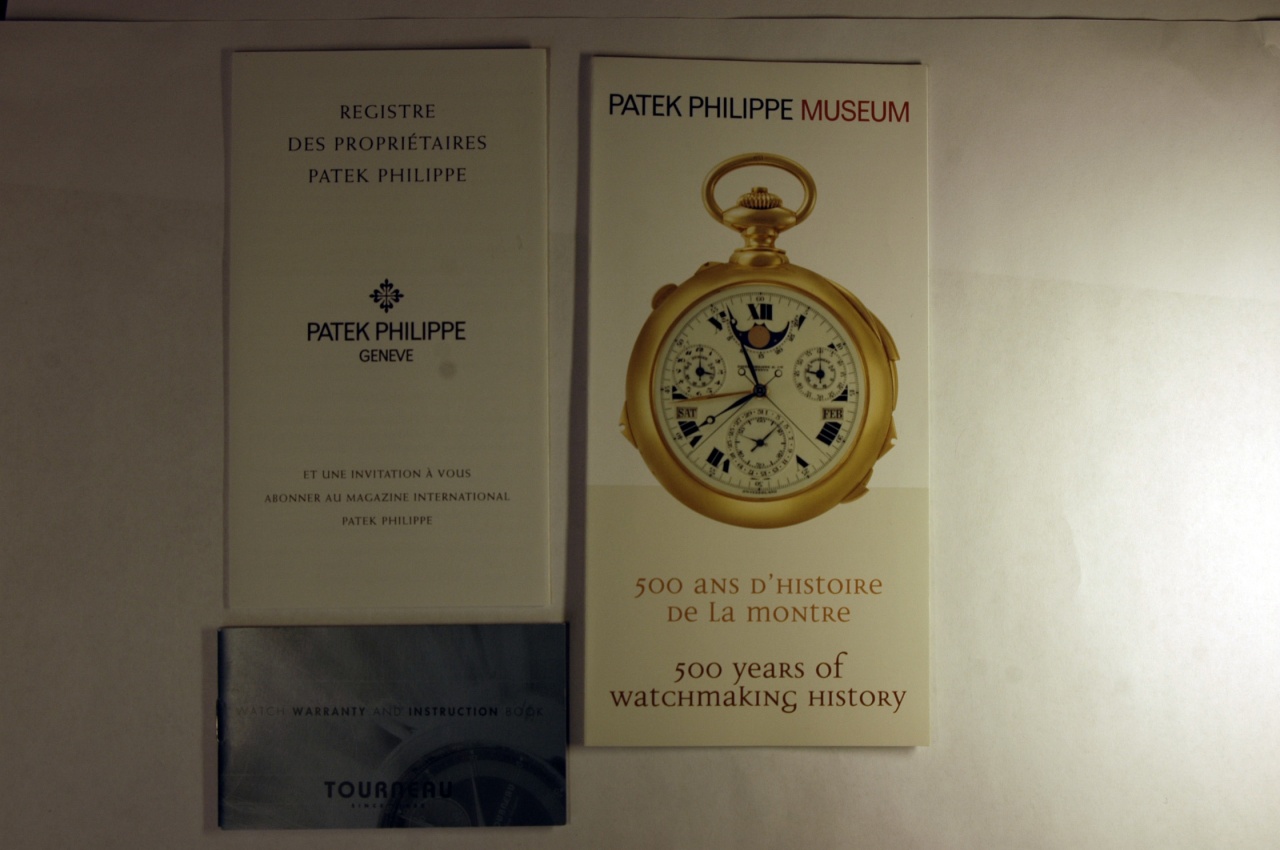 REGISTRE
DES PROPRIÉTAIRES
PATEK PHILIPPE
PATEK PHILIPPE
GENEVE
ET UNE INVITATION À VOUS
ABONNER AU MAGAZINE INTERNATIONAL
PATEK PHILIPPE
WATCH WARRANTY AND INSTRUCTION BOOK
TOURNEAU
PATEK PHILIPPE MUSEUM
XII
SAT
FEB
500 ans d'histoire
de la montre
500 years of
watchmaking history